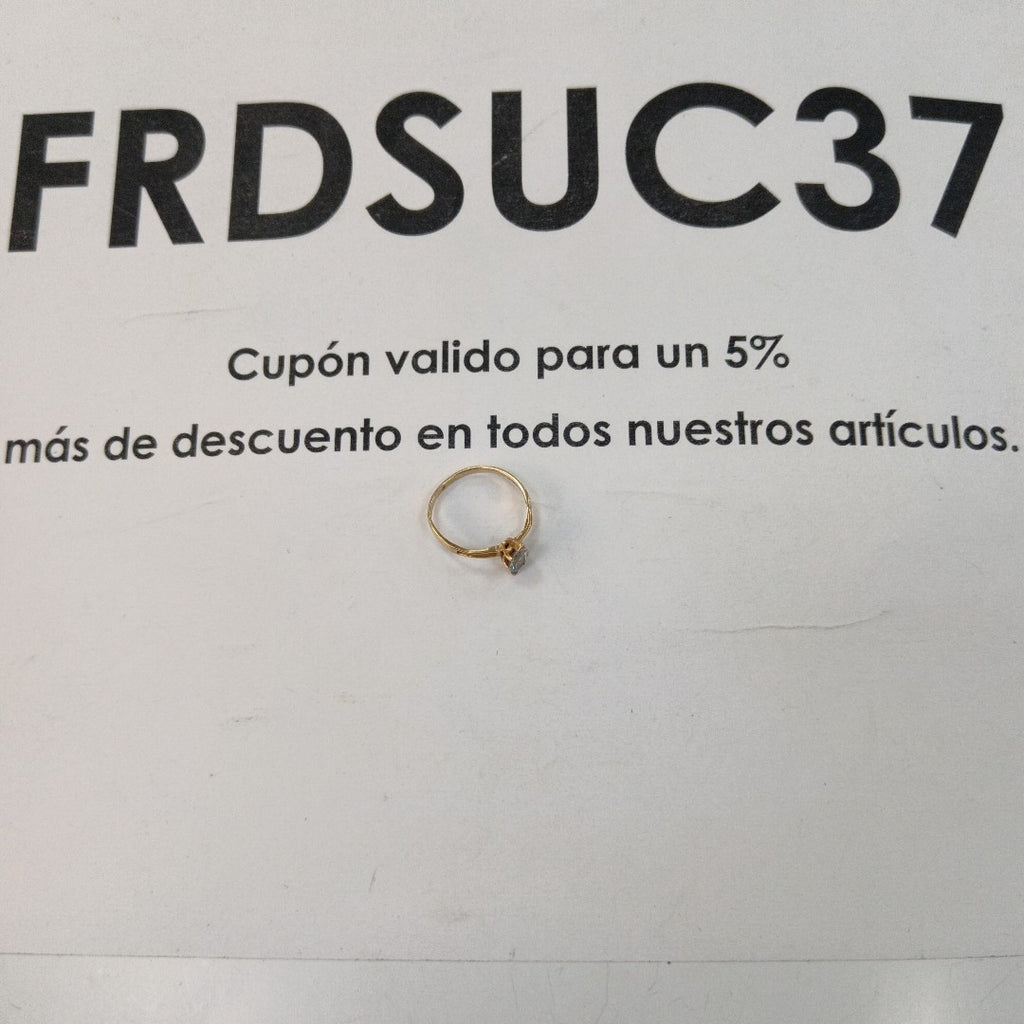 FRDSUC37
Cupón valido para un 5%
más de descuento en todos nuestros artículos.